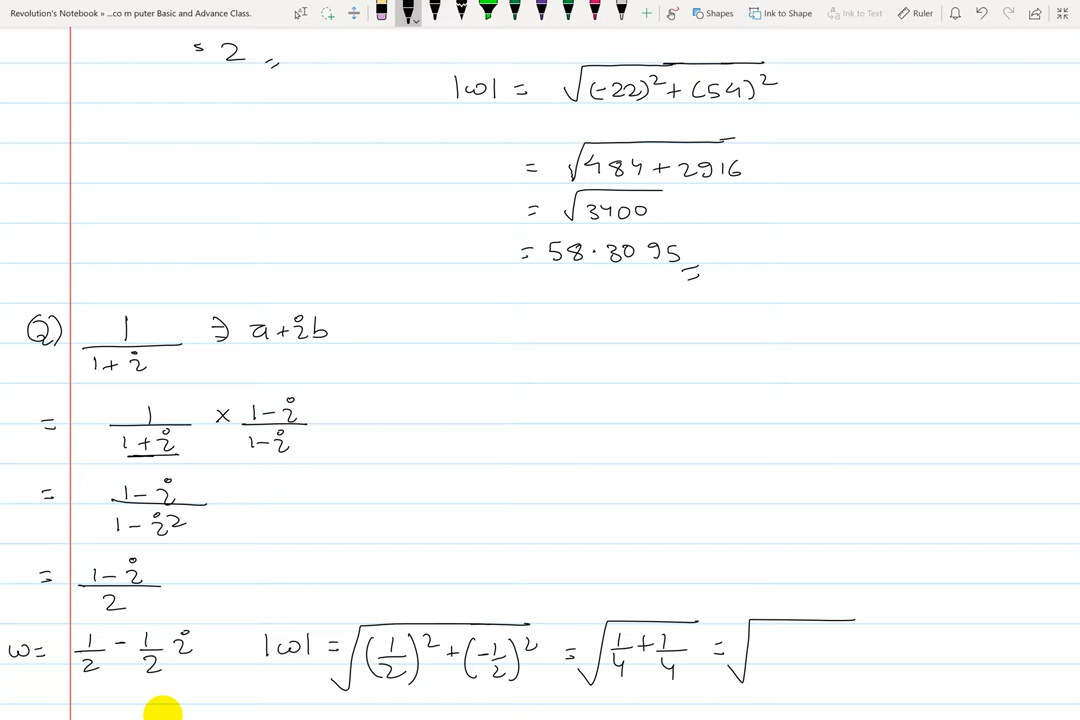 Revolution's Notebook » ...co m puter Basic and Advance Class.
Shapes
Ink to Shape
Ink to Text
Ruler
2
|ω| = √(-22)² + (54)²
= √484 + 2916
= √3400
= 58.3095
Q) 1/(1+i) ∋ a+ib
= 1/(1+i) × (1-i)/(1-i)
= (1-i)/(1-i²)
= (1-i)/2
ω= 1/2 - 1/2 i |ω| = √(1/2)² + (-1/2)² = √1/4 + 1/4 = √